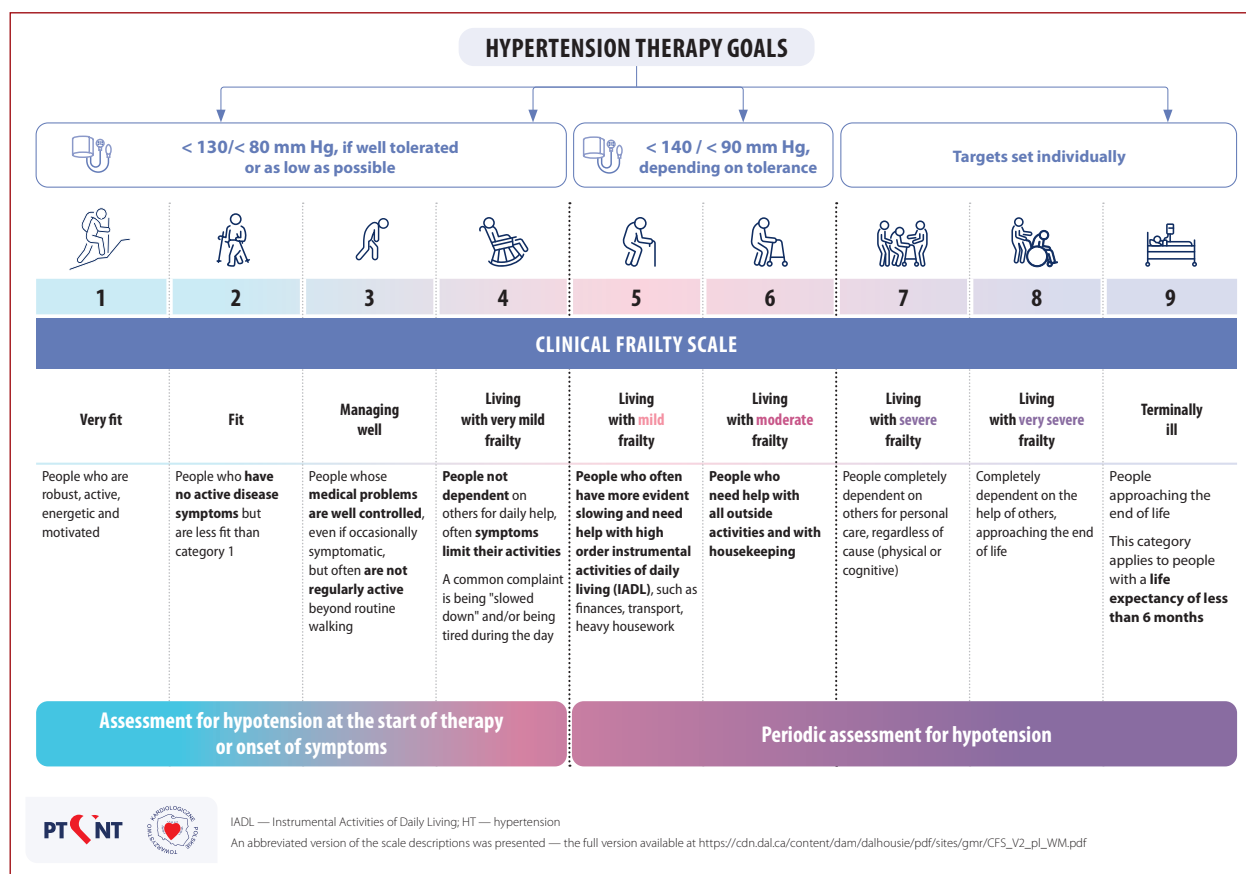 HYPERTENSION THERAPY GOALS
< 130/< 80 mm Hg, if well tolerated
or as low as possible
< 140 / < 90 mm Hg,
depending on tolerance
Targets set individually
1
2
3
4
5
6
7
8
9
CLINICAL FRAILTY SCALE
Very fit
Fit
Managing
well
Living
with very mild
frailty
Living
with mild
frailty
Living
with moderate
frailty
Living
with severe
frailty
Living
with very severe
frailty
Terminally
ill
People who are
robust, active,
energetic and
motivated
People who have
no active disease
symptoms but
are less fit than
category 1
People whose
medical problems
are well controlled,
even if occasionally
symptomatic,
but often are not
regularly active
beyond routine
walking
People not
dependent on
others for daily help,
often symptoms
limit their activities
A common complaint
is being "slowed
down" and/or being
tired during the day
People who often
have more evident
slowing and need
help with high
order instrumental
activities of daily
living (IADL), such as
finances, transport,
heavy housework
People who
need help with
all outside
activities and with
housekeeping
People completely
dependent on
others for personal
care, regardless of
cause (physical or
cognitive)
Completely
dependent on the
help of others,
approaching the end
of life
People
approaching the
end of life
This category
applies to people
with a life
expectancy of less
than 6 months
Assessment for hypotension at the start of therapy
or onset of symptoms
Periodic assessment for hypotension
PT NT
POLSKIE TOWARZYSTWO KARDIOLOGICZNE
IADL — Instrumental Activities of Daily Living; HT — hypertension
An abbreviated version of the scale descriptions was presented — the full version available at https://cdn.dal.ca/content/dam/dalhousie/pdf/sites/gmr/CFS_V2_pl_WM.pdf